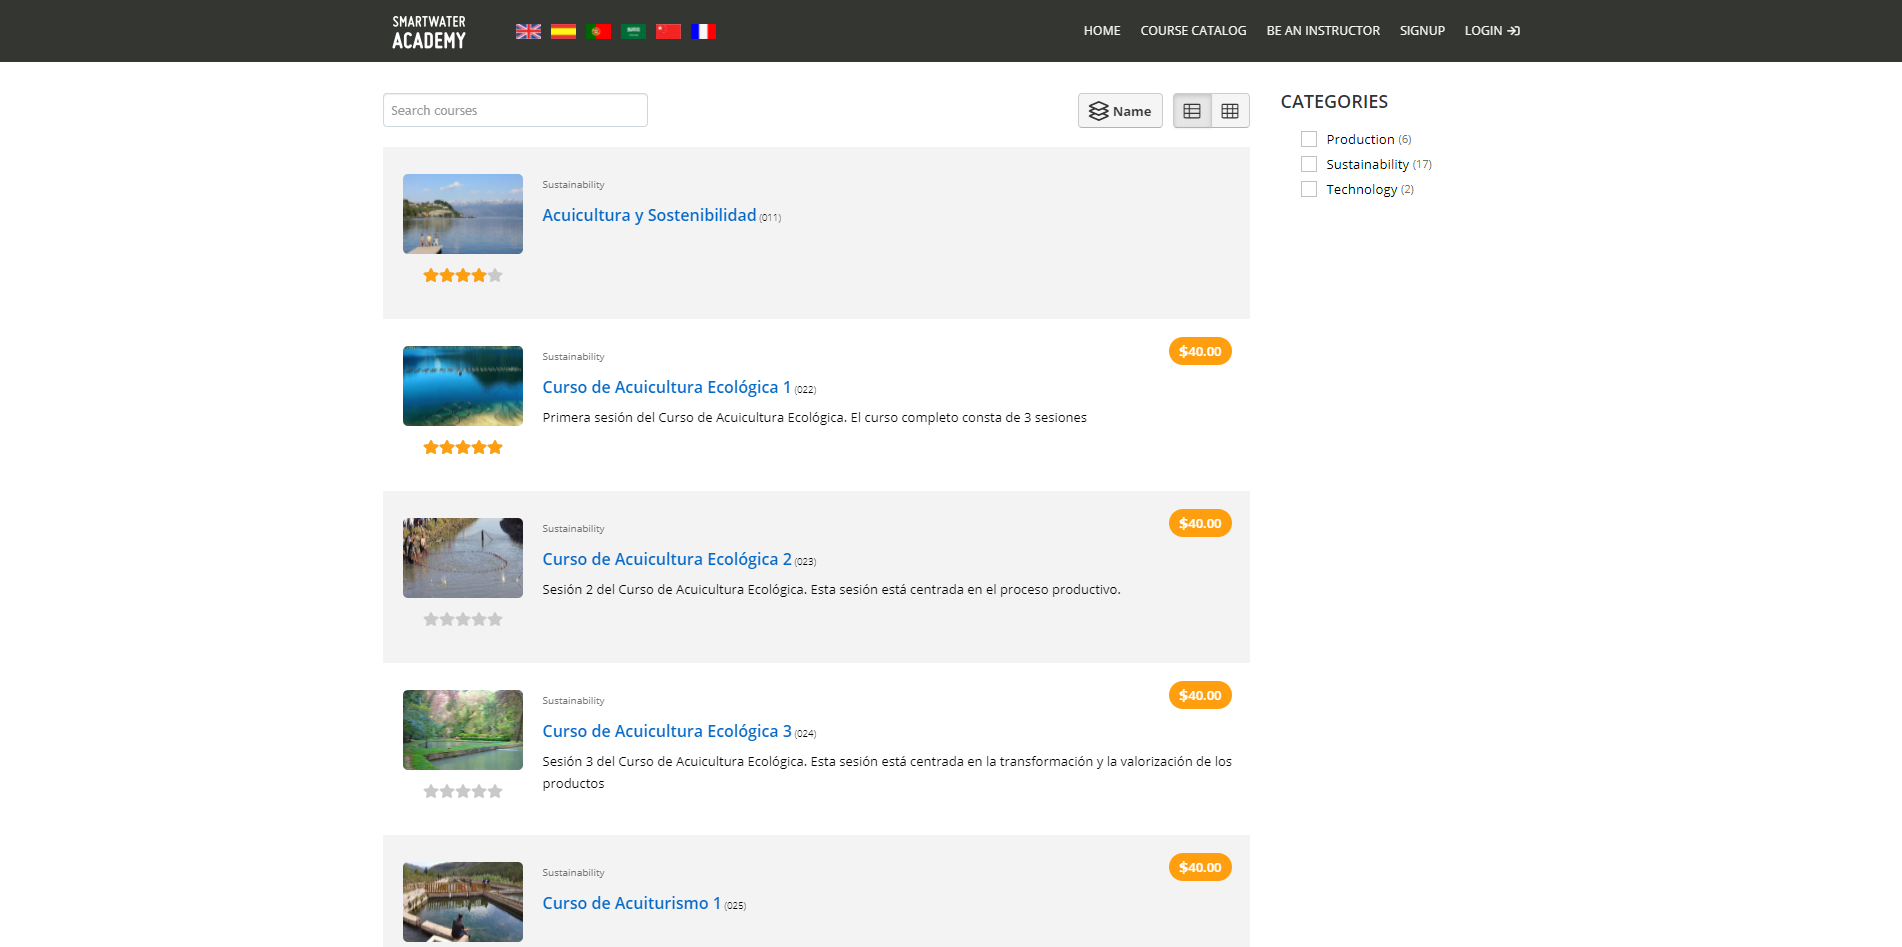 SMARTWATER
ACADEMY
HOME COURSE CATALOG BE AN INSTRUCTOR SIGNUP LOGIN
Search courses
Name
CATEGORIES
Production (6)
Sustainability (17)
Technology (2)
Sustainability
Acuicultura y Sostenibilidad (011)
Sustainability
$40.00
Curso de Acuicultura Ecológica 1 (022)
Primera sesión del Curso de Acuicultura Ecológica. El curso completo consta de 3 sesiones
Sustainability
$40.00
Curso de Acuicultura Ecológica 2 (023)
Sesión 2 del Curso de Acuicultura Ecológica. Esta sesión está centrada en el proceso productivo.
Sustainability
$40.00
Curso de Acuicultura Ecológica 3 (024)
Sesión 3 del Curso de Acuicultura Ecológica. Esta sesión está centrada en la transformación y la valorización de los
productos
Sustainability
$40.00
Curso de Acuiturismo 1 (025)